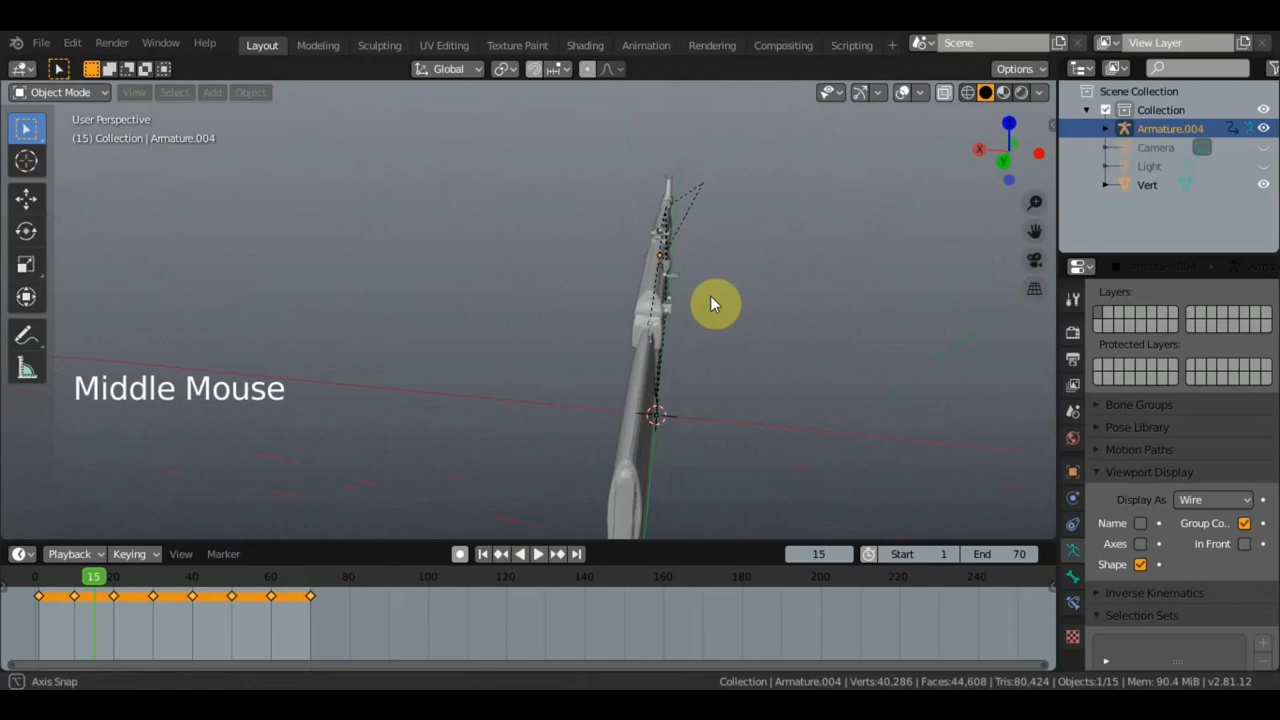 File Edit Render Window Help Layout Modeling Sculpting UV Editing Texture Paint Shading Animation Rendering Compositing Scripting + Scene View Layer
Global Options
Object Mode View Select Add Object
Scene Collection
Collection
Armature.004
Camera
Light
Vert
User Perspective
(15) Collection | Armature.004
X Y Z
Middle Mouse
Armature.004
Layers:
Protected Layers:
Bone Groups
Pose Library
Motion Paths
Viewport Display
Display As Wire
Name Group Co..
Axes In Front
Shape
Inverse Kinematics
Selection Sets
Playback Keying View Marker 15 Start 1 End 70
0 15 20 40 60 80 100 120 140 160 180 200 220 240
Axis Snap Collection | Armature.004 | Verts:40,286 | Faces:44,608 | Tris:80,424 | Objects:1/15 | Mem: 90.4 MiB | v2.81.12